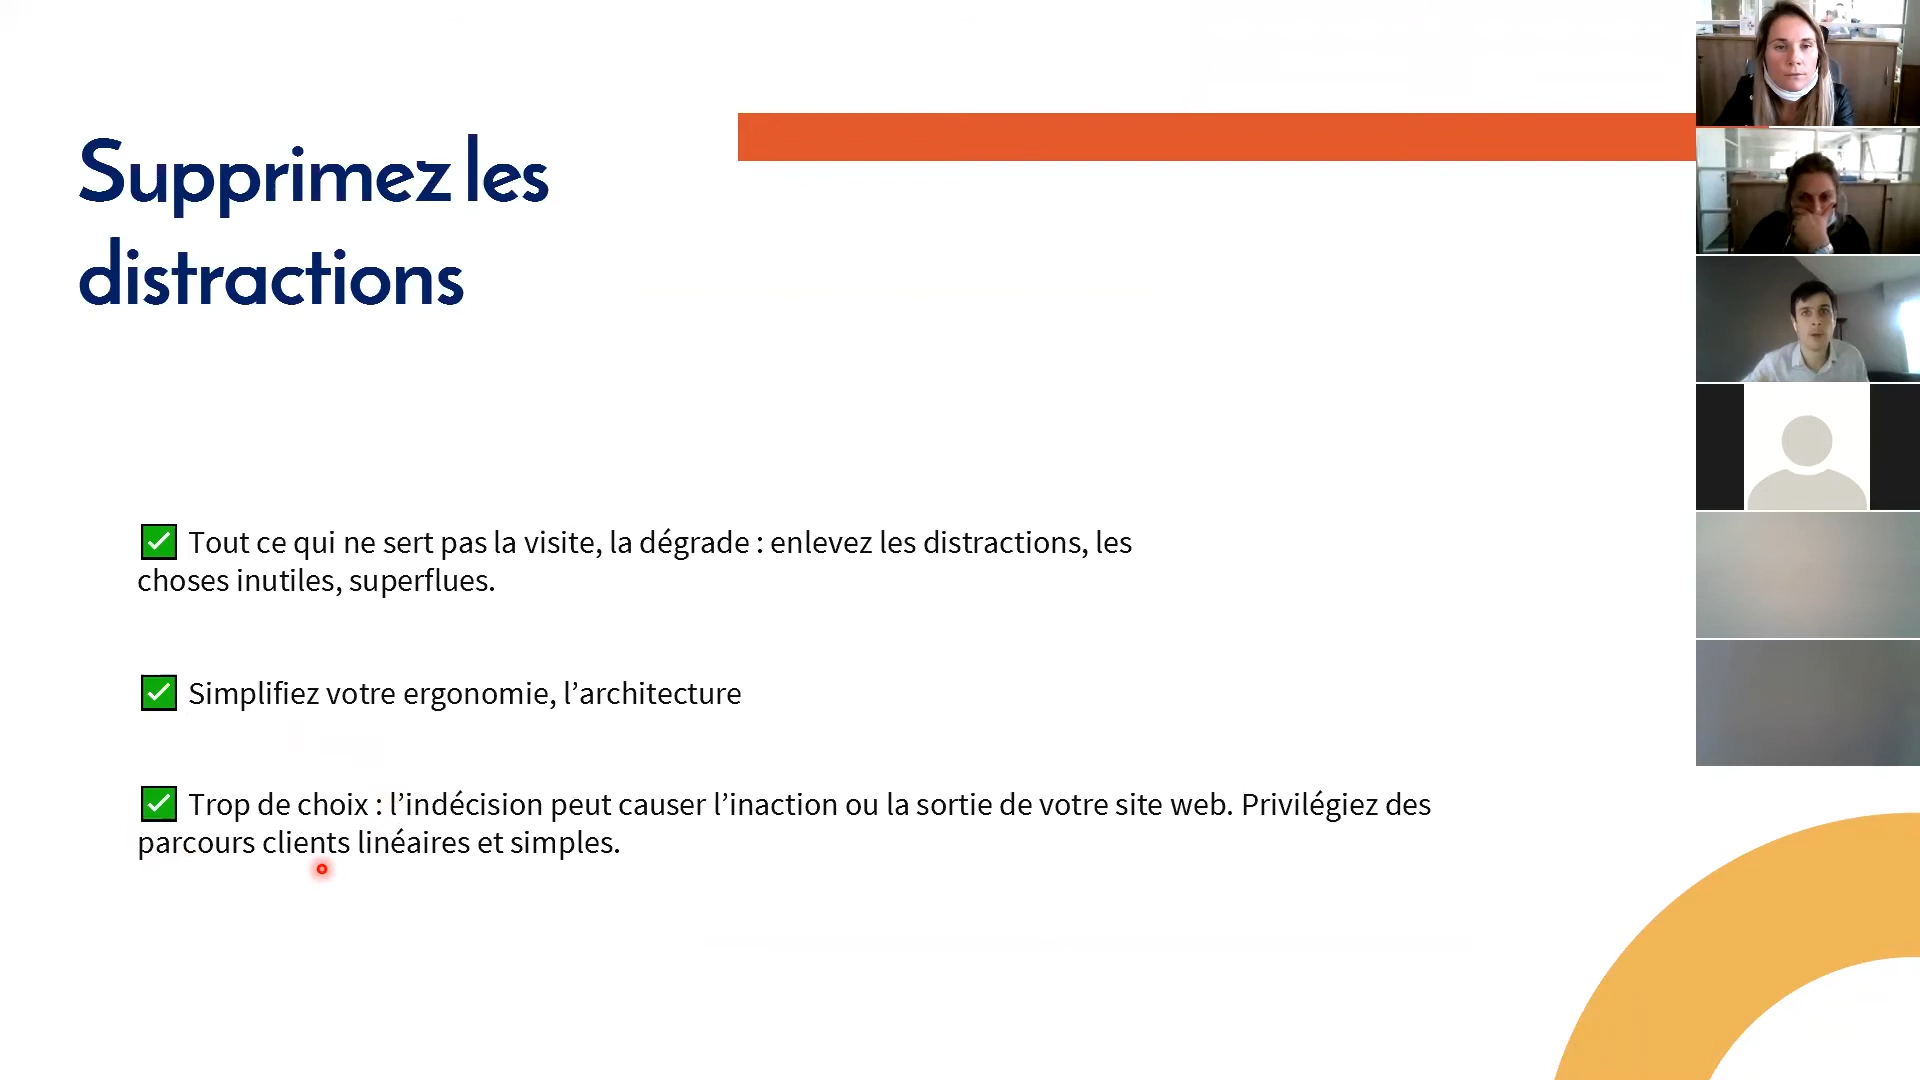 Supprimez les
distractions
✅ Tout ce qui ne sert pas la visite, la dégrade : enlevez les distractions, les
choses inutiles, superflues.
✅ Simplifiez votre ergonomie, l’architecture
✅ Trop de choix : l’indécision peut causer l’inaction ou la sortie de votre site web. Privilégiez des
parcours clients linéaires et simples.